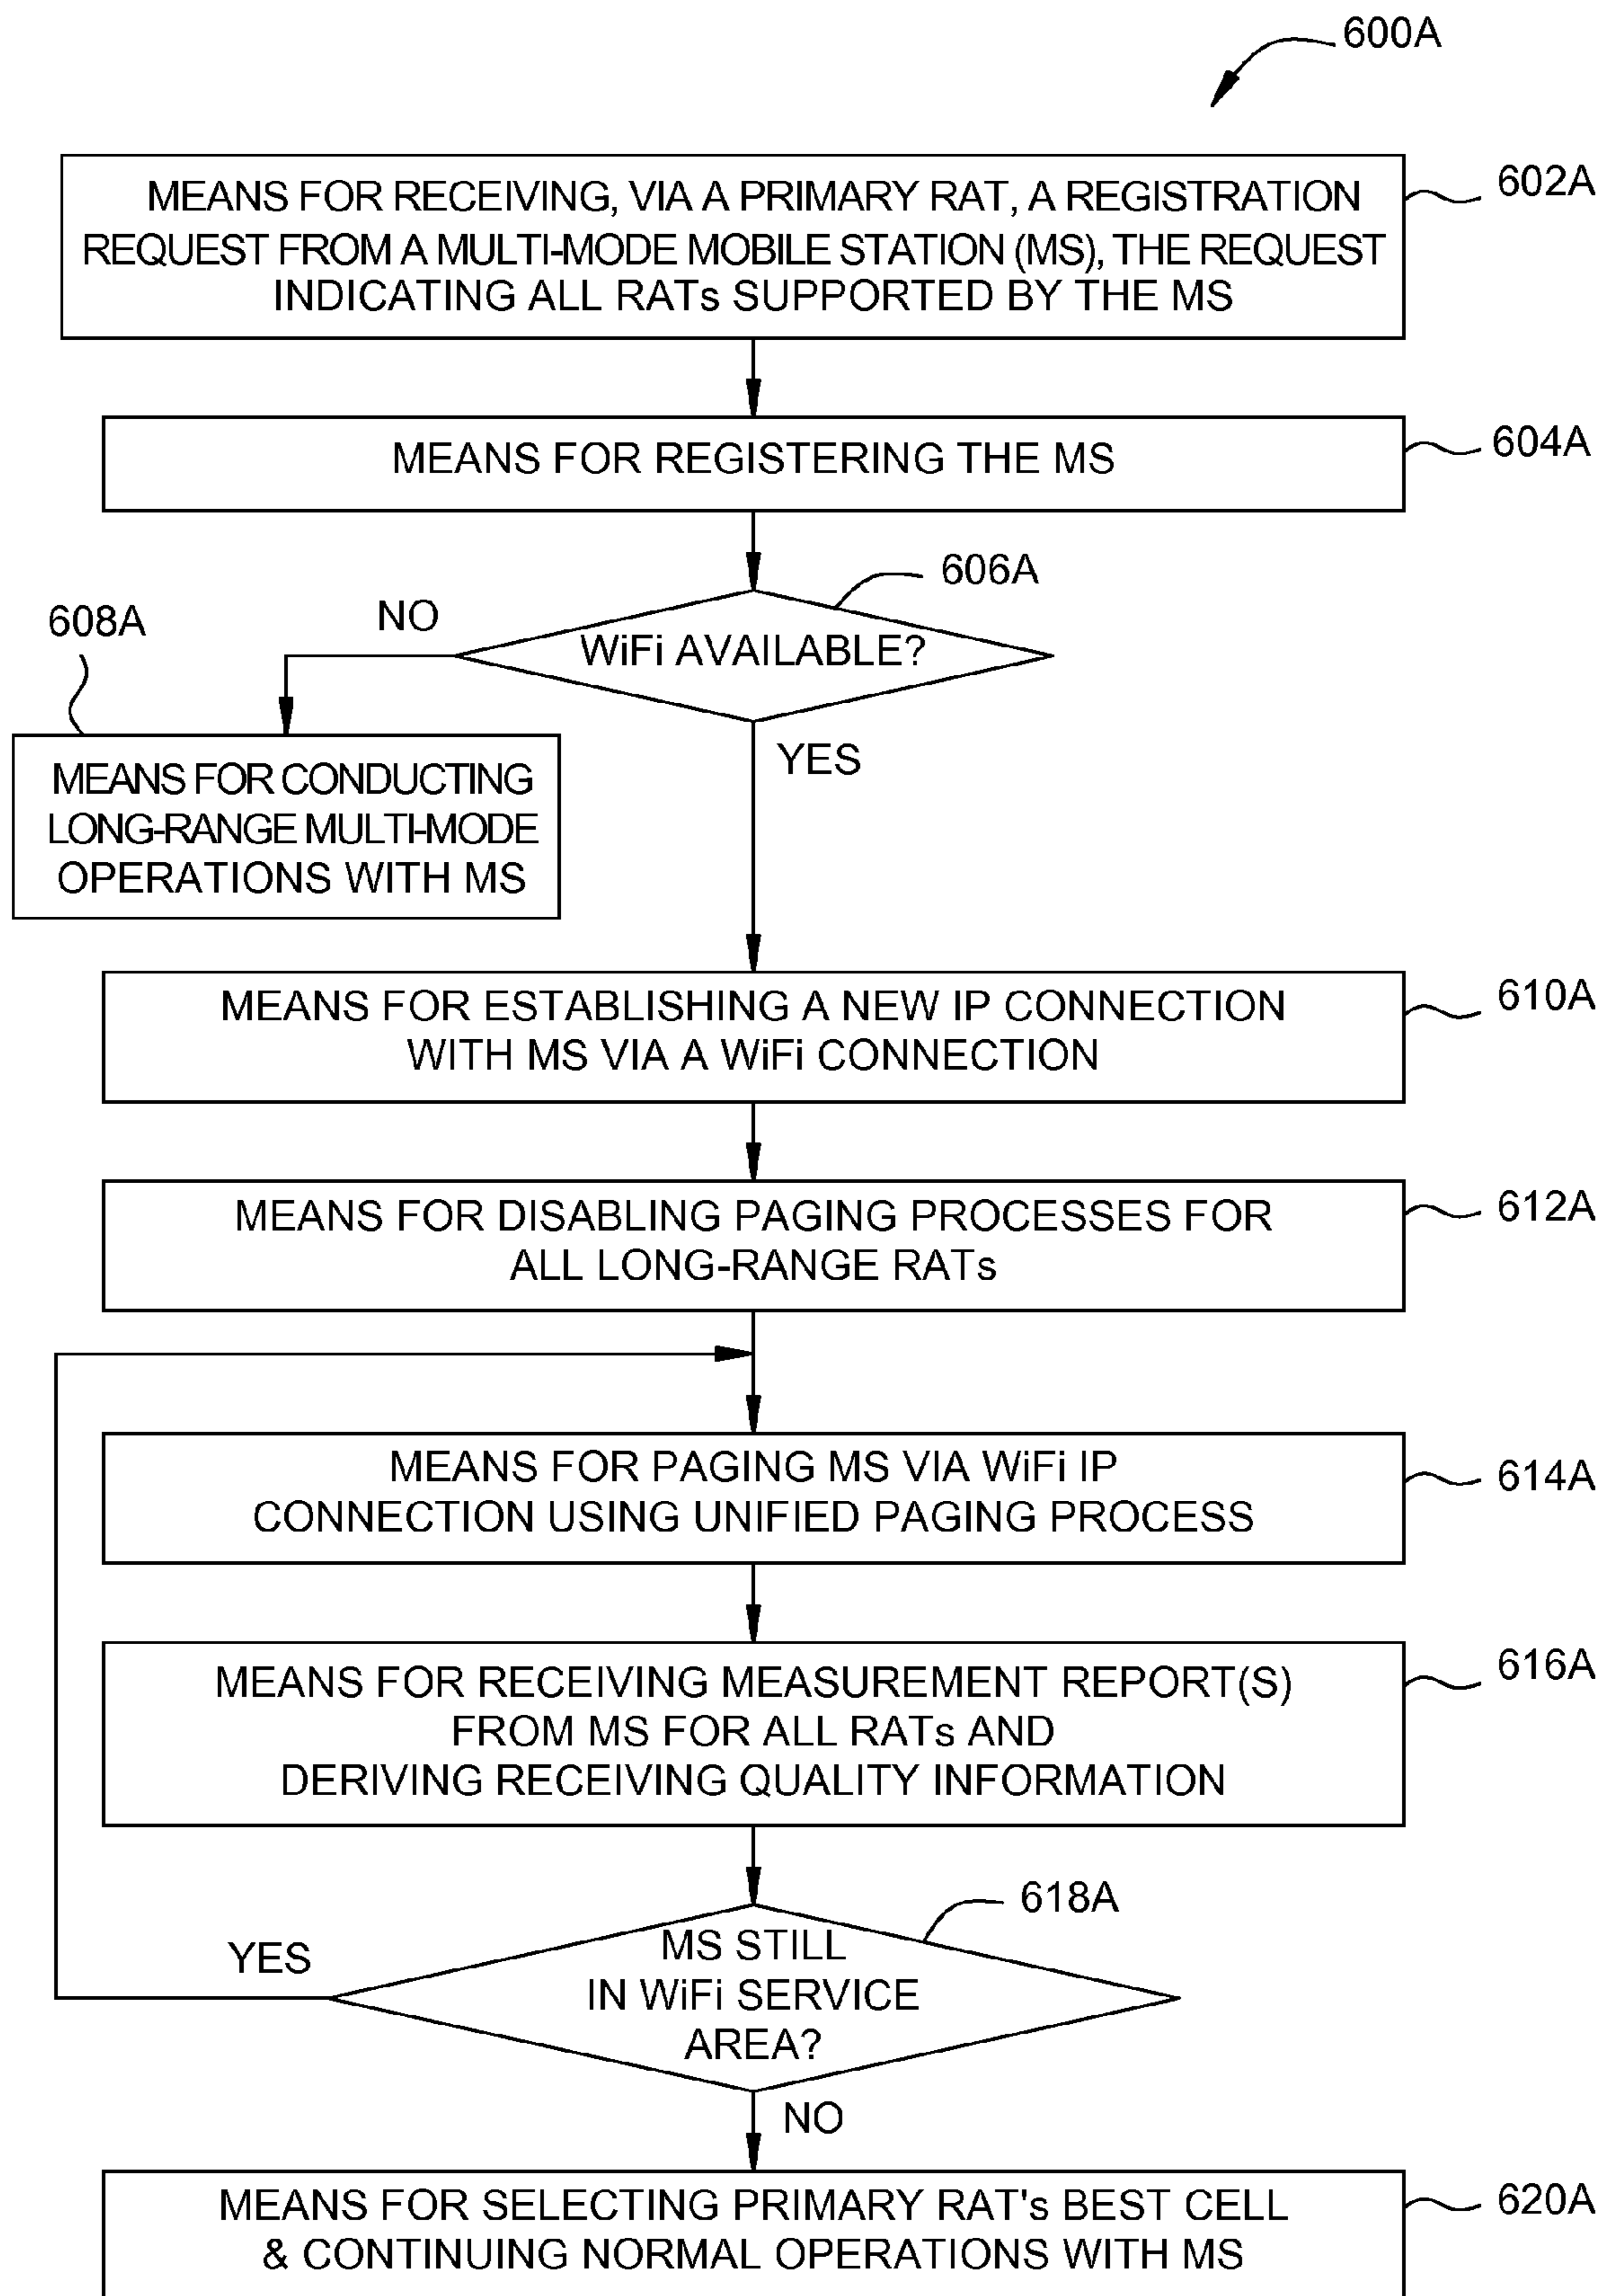 600A
MEANS FOR RECEIVING, VIA A PRIMARY RAT, A REGISTRATION
REQUEST FROM A MULTI-MODE MOBILE STATION (MS), THE REQUEST
INDICATING ALL RATs SUPPORTED BY THE MS
602A
MEANS FOR REGISTERING THE MS
604A
606A
WiFi AVAILABLE?
NO
608A
MEANS FOR CONDUCTING
LONG-RANGE MULTI-MODE
OPERATIONS WITH MS
YES
MEANS FOR ESTABLISHING A NEW IP CONNECTION
WITH MS VIA A WiFi CONNECTION
610A
MEANS FOR DISABLING PAGING PROCESSES FOR
ALL LONG-RANGE RATs
612A
MEANS FOR PAGING MS VIA WiFi IP
CONNECTION USING UNIFIED PAGING PROCESS
614A
MEANS FOR RECEIVING MEASUREMENT REPORT(S)
FROM MS FOR ALL RATs AND
DERIVING RECEIVING QUALITY INFORMATION
616A
618A
MS STILL
IN WiFi SERVICE
AREA?
YES
NO
MEANS FOR SELECTING PRIMARY RAT's BEST CELL
& CONTINUING NORMAL OPERATIONS WITH MS
620A